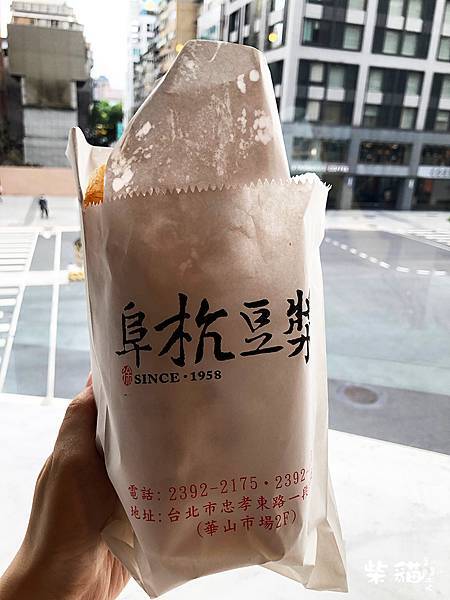 阜杭豆漿
SINCE·1958
電話: 2392-2175·2392-
地址: 台北市忠孝東路一段
(華山市場2F)
柴貓